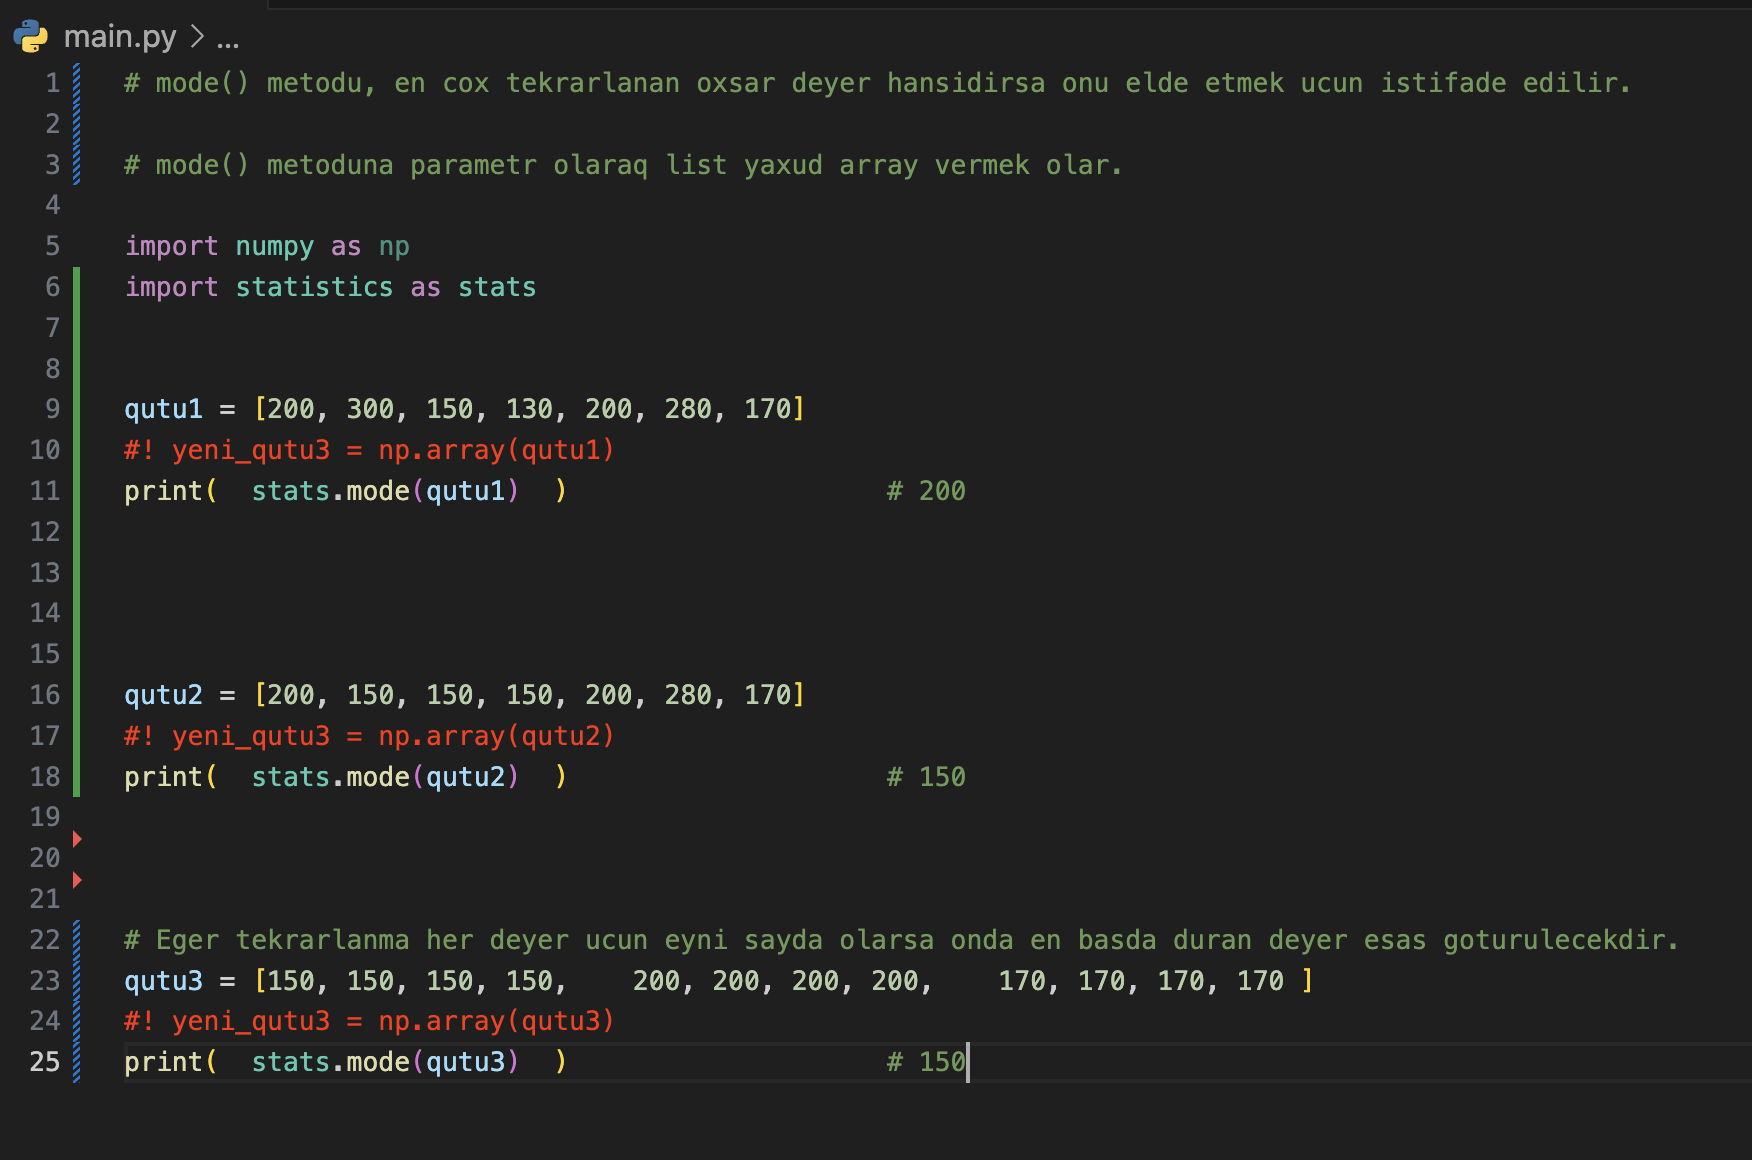 main.py > ...
1 # mode() metodu, en cox tekrarlanan oxsar deyer hansidirsa onu elde etmek ucun istifade edilir.
2
3 # mode() metoduna parametr olaraq list yaxud array vermek olar.
4
5 import numpy as np
6 import statistics as stats
7
8
9 qutu1 = [200, 300, 150, 130, 200, 280, 170]
10 #! yeni_qutu3 = np.array(qutu1)
11 print(  stats.mode(qutu1)  )                    # 200
12
13
14
15
16 qutu2 = [200, 150, 150, 150, 200, 280, 170]
17 #! yeni_qutu3 = np.array(qutu2)
18 print(  stats.mode(qutu2)  )                    # 150
19
20
21
22 # Eger tekrarlanma her deyer ucun eyni sayda olarsa onda en basda duran deyer esas goturulecekdir.
23 qutu3 = [150, 150, 150, 150,    200, 200, 200, 200,    170, 170, 170, 170 ]
24 #! yeni_qutu3 = np.array(qutu3)
25 print(  stats.mode(qutu3)  )                    # 150